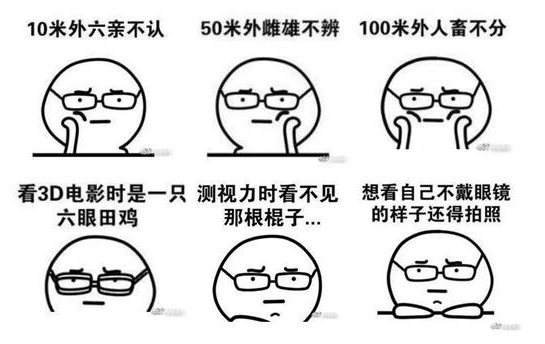 10米外六亲不认
50米外雌雄不辨
100米外人畜不分
看3D电影时是一只
六眼田鸡
测视力时看不见
那根棍子...
想看自己不戴眼镜
的样子还得拍照